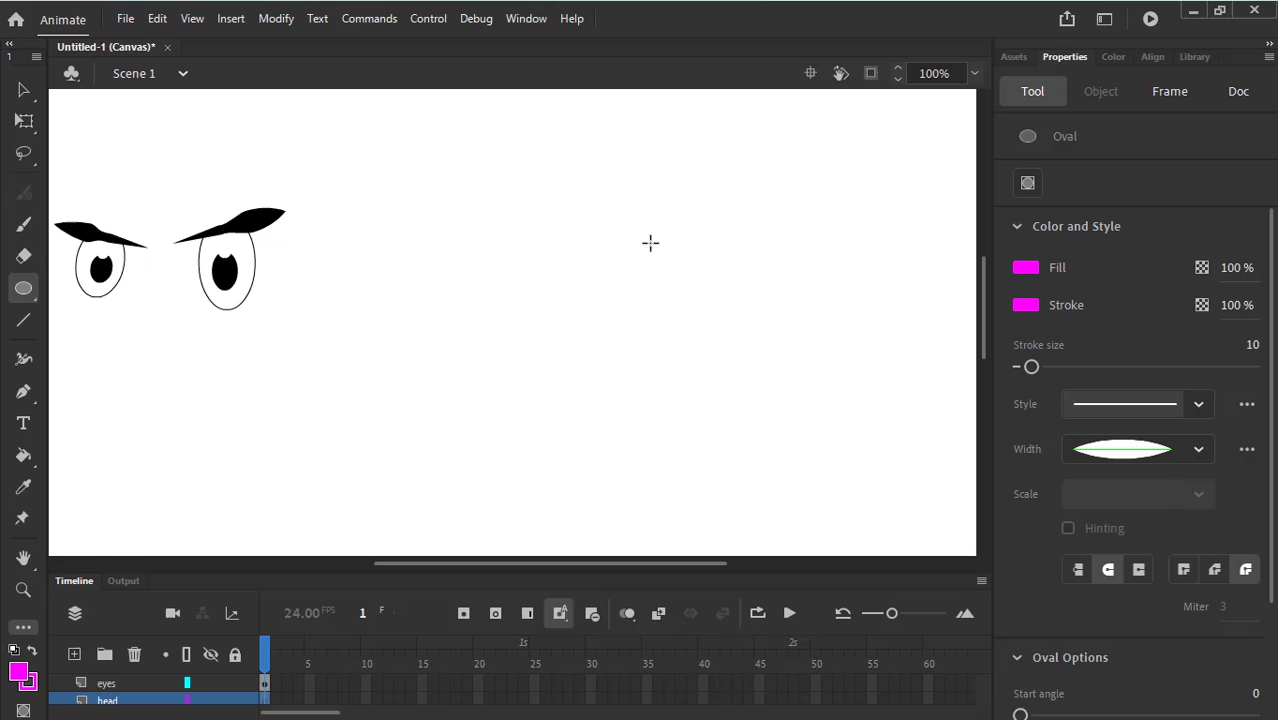 Animate File Edit View Insert Modify Text Commands Control Debug Window Help
1 Untitled-1 (Canvas)* × Assets Properties Color Align Library
Scene 1 100%
Tool Object Frame Doc
Oval
Color and Style
Fill 100 %
Stroke 100 %
Stroke size 10
Style
Width
Scale
Hinting
Miter 3
Timeline Output
24.00 FPS 1 F
1s 2s
5 10 15 20 25 30 35 40 45 50 55 60
eyes
head
Oval Options
Start angle 0